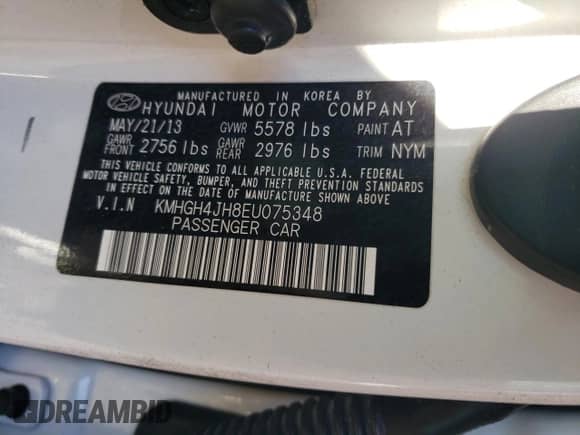 MANUFACTURED IN KOREA BY
HYUNDAI MOTOR COMPANY
MAY/21/13 GVWR 5578 lbs PAINT AT
GAWR FRONT 2756 lbs GAWR REAR 2976 lbs TRIM NYM
THIS VEHICLE CONFORMS TO ALL APPLICABLE U.S.A. FEDERAL
MOTOR VEHICLE SAFETY, BUMPER, AND THEFT PREVENTION STANDARDS
IN EFFECT ON THE DATE OF MANUFACTURE SHOWN ABOVE
V.I.N KMHGH4JH8EU075348
PASSENGER CAR
DREAMBID